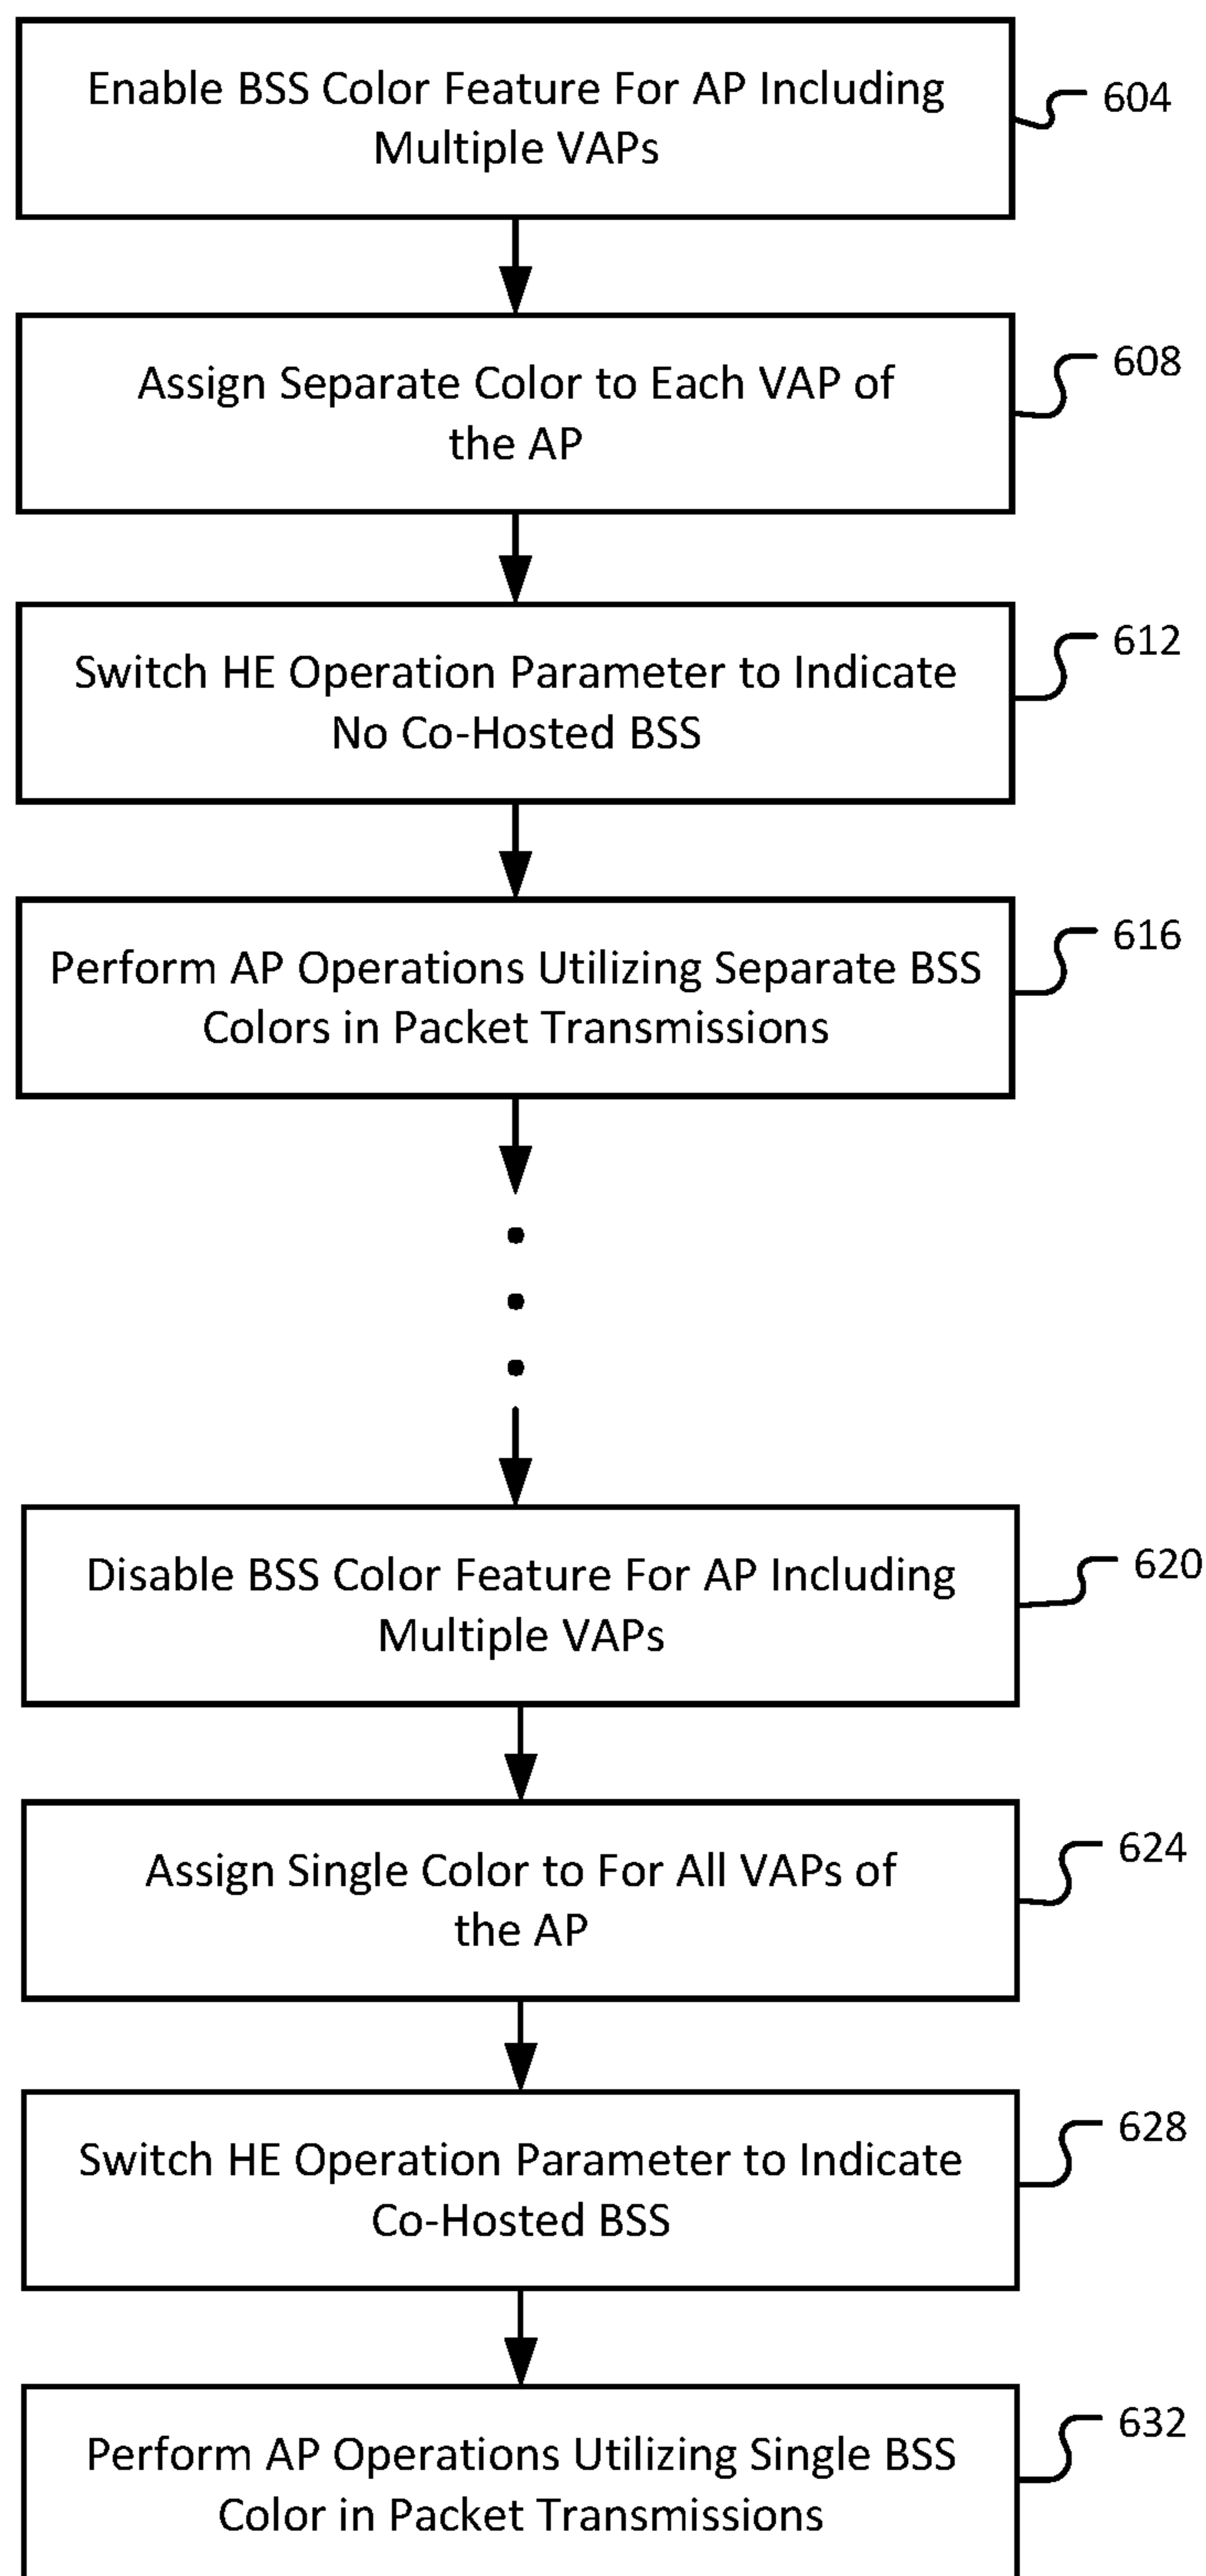 Enable BSS Color Feature For AP Including
Multiple VAPs
604
Assign Separate Color to Each VAP of
the AP
608
Switch HE Operation Parameter to Indicate
No Co-Hosted BSS
612
Perform AP Operations Utilizing Separate BSS
Colors in Packet Transmissions
616
Disable BSS Color Feature For AP Including
Multiple VAPs
620
Assign Single Color to For All VAPs of
the AP
624
Switch HE Operation Parameter to Indicate
Co-Hosted BSS
628
Perform AP Operations Utilizing Single BSS
Color in Packet Transmissions
632